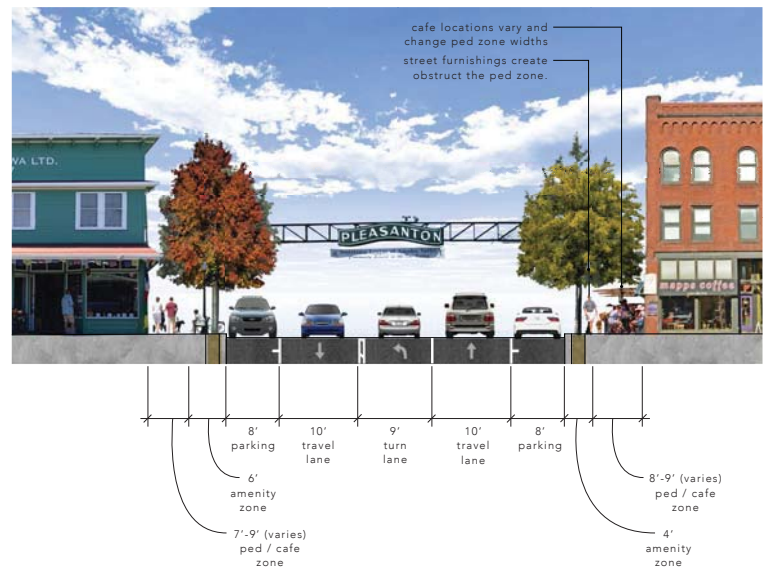 cafe locations vary and
change ped zone widths
street furnishings create
obstruct the ped zone.
WA LTD.
PLEASANTON
mapps coffee
8'
parking
10'
travel
lane
9'
turn
lane
10'
travel
lane
8'
parking
6'
amenity
zone
7'-9' (varies)
ped / cafe
zone
8'-9' (varies)
ped / cafe
zone
4'
amenity
zone